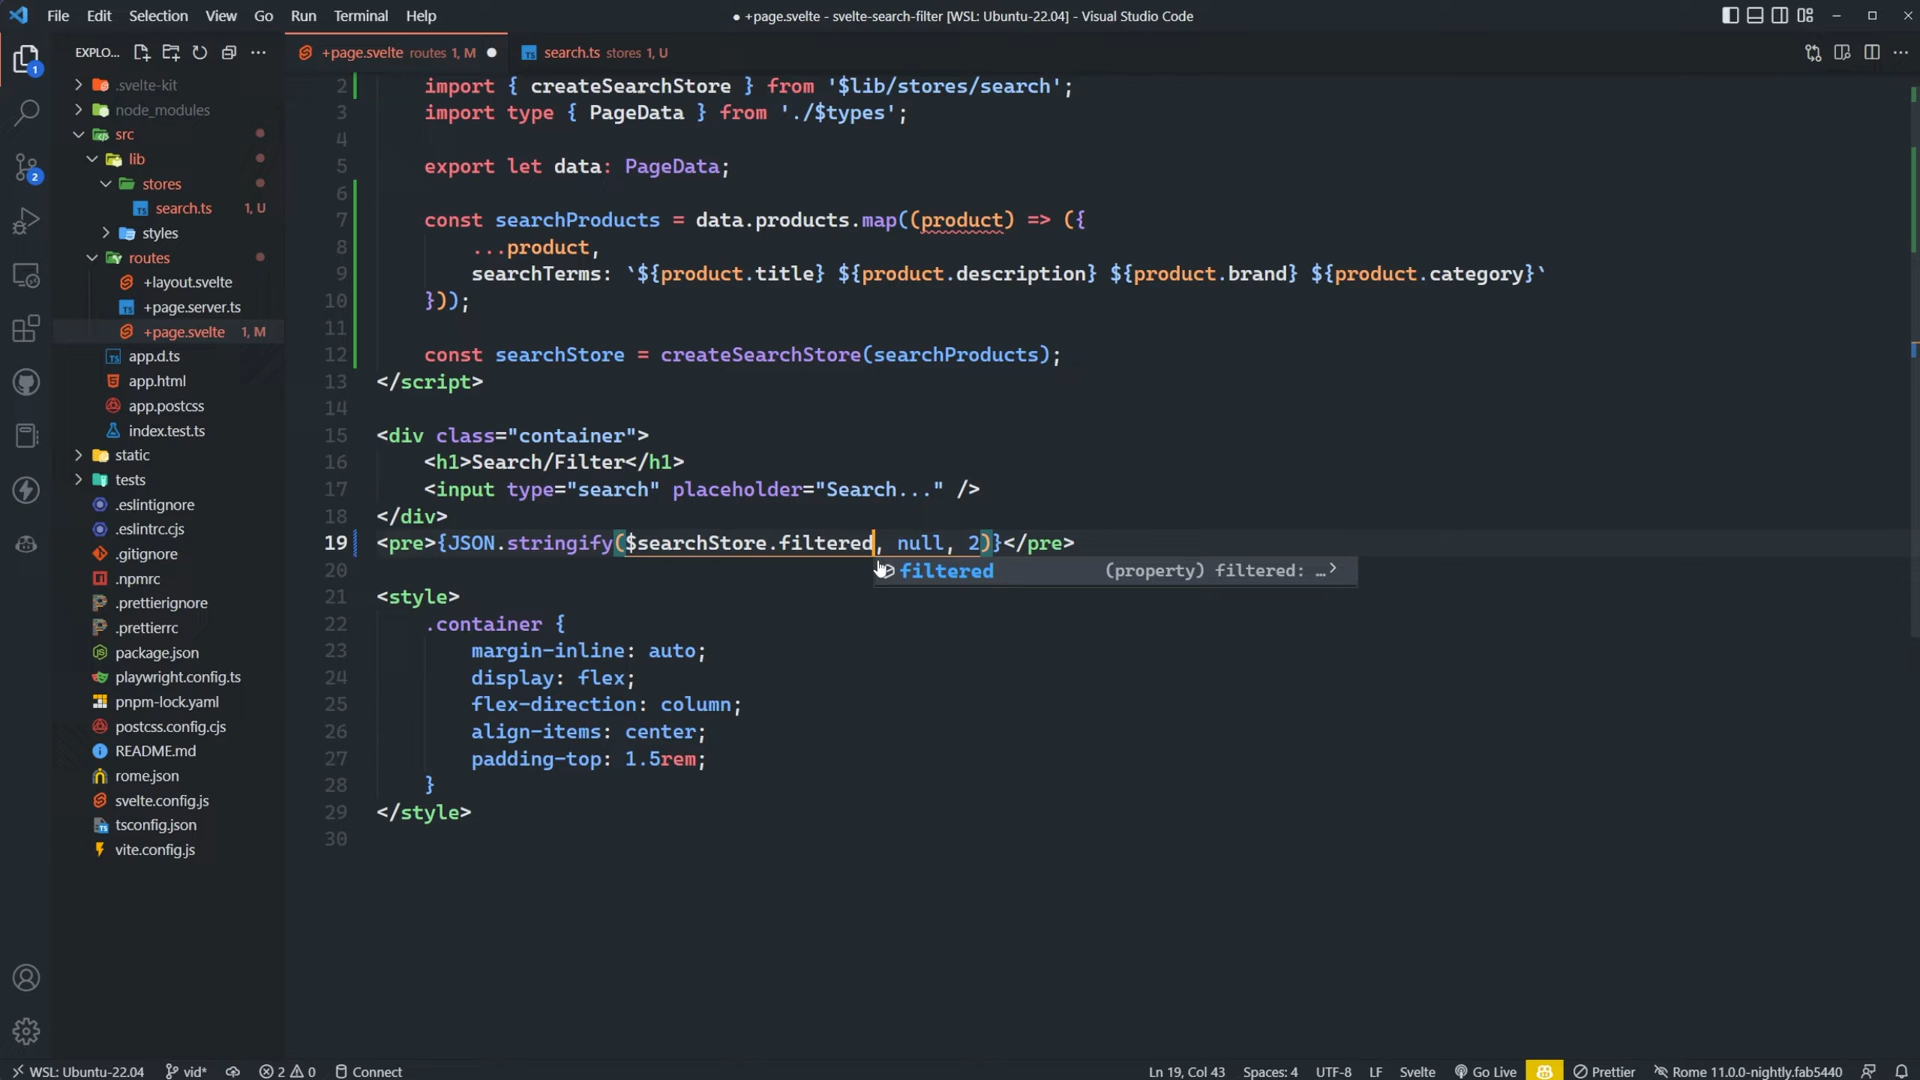 File Edit Selection View Go Run Terminal Help
● +page.svelte - svelte-search-filter [WSL: Ubuntu-22.04] - Visual Studio Code
EXPLO... ···
+page.svelte routes 1, M ●
search.ts stores 1, U
1
2
.svelte-kit
node_modules
src
lib
stores
search.ts 1, U
styles
routes
+layout.svelte
+page.server.ts
+page.svelte 1, M
app.d.ts
app.html
app.postcss
index.test.ts
static
tests
.eslintignore
.eslintrc.cjs
.gitignore
.npmrc
.prettierignore
.prettierrc
package.json
playwright.config.ts
pnpm-lock.yaml
postcss.config.cjs
README.md
rome.json
svelte.config.js
tsconfig.json
vite.config.js
2 import { createSearchStore } from '$lib/stores/search';
3 import type { PageData } from './$types';
4
5 export let data: PageData;
6
7 const searchProducts = data.products.map((product) => ({
8 ...product,
9 searchTerms: `${product.title} ${product.description} ${product.brand} ${product.category}`
10 }));
11
12 const searchStore = createSearchStore(searchProducts);
13 </script>
14
15 <div class="container">
16 <h1>Search/Filter</h1>
17 <input type="search" placeholder="Search..." />
18 </div>
19 <pre>{JSON.stringify($searchStore.filtered, null, 2)}</pre>
filtered (property) filtered: …
20
21 <style>
22 .container {
23 margin-inline: auto;
24 display: flex;
25 flex-direction: column;
26 align-items: center;
27 padding-top: 1.5rem;
28 }
29 </style>
30
WSL: Ubuntu-22.04 vid* 2 0 Connect Ln 19, Col 43 Spaces: 4 UTF-8 LF Svelte Go Live Prettier Rome 11.0.0-nightly.fab5440